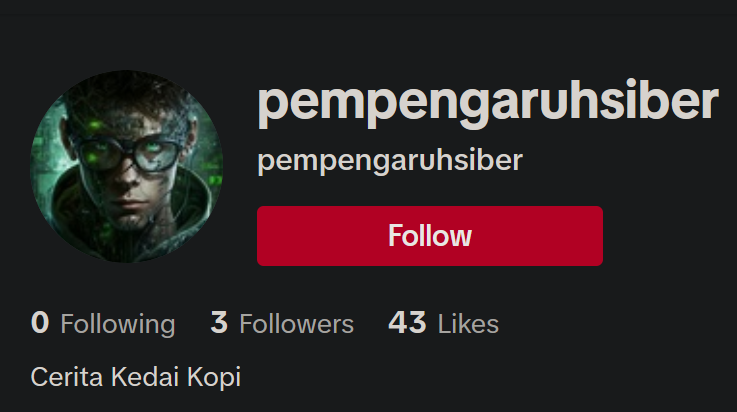 pempengaruhsiber
pempengaruhsiber
Follow
0 Following 3 Followers 43 Likes
Cerita Kedai Kopi